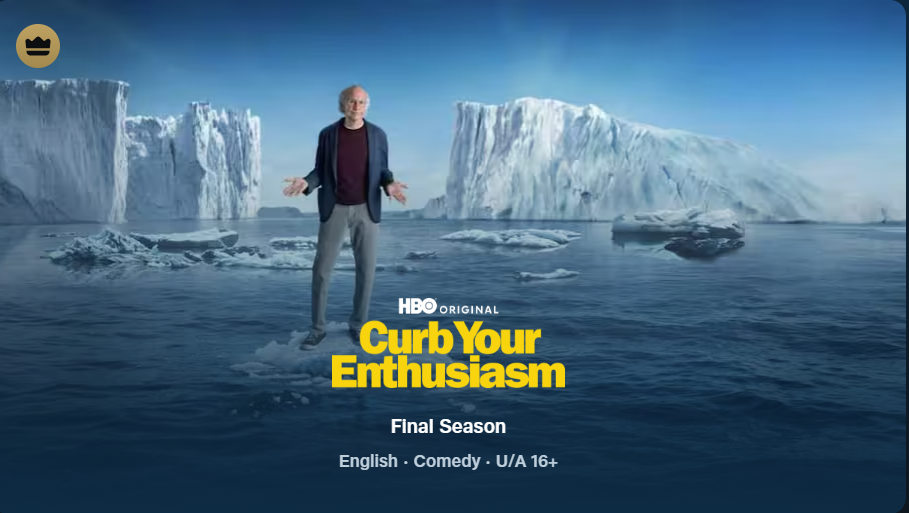 HBO ORIGINAL
Curb Your
Enthusiasm
Final Season
English · Comedy · U/A 16+